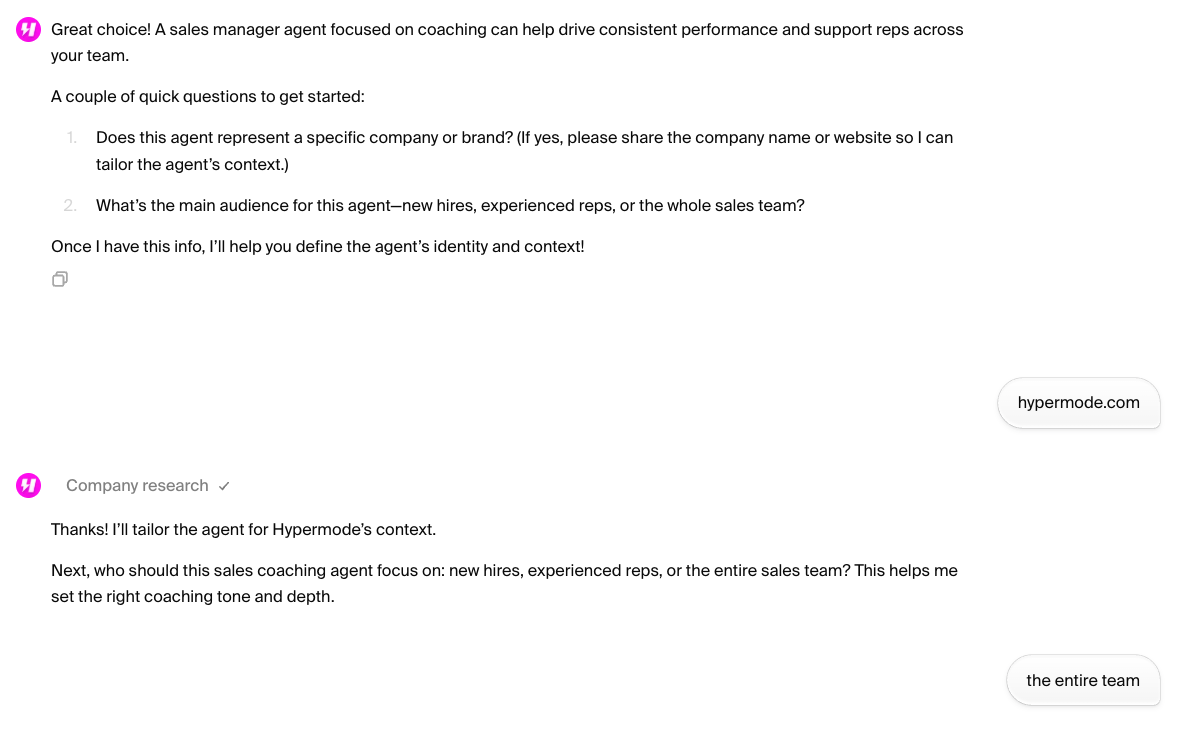 Great choice! A sales manager agent focused on coaching can help drive consistent performance and support reps across
your team.
A couple of quick questions to get started:
1. Does this agent represent a specific company or brand? (If yes, please share the company name or website so I can
tailor the agent’s context.)
2. What’s the main audience for this agent—new hires, experienced reps, or the whole sales team?
Once I have this info, I’ll help you define the agent’s identity and context!
hypermode.com
Company research
Thanks! I’ll tailor the agent for Hypermode’s context.
Next, who should this sales coaching agent focus on: new hires, experienced reps, or the entire sales team? This helps me
set the right coaching tone and depth.
the entire team